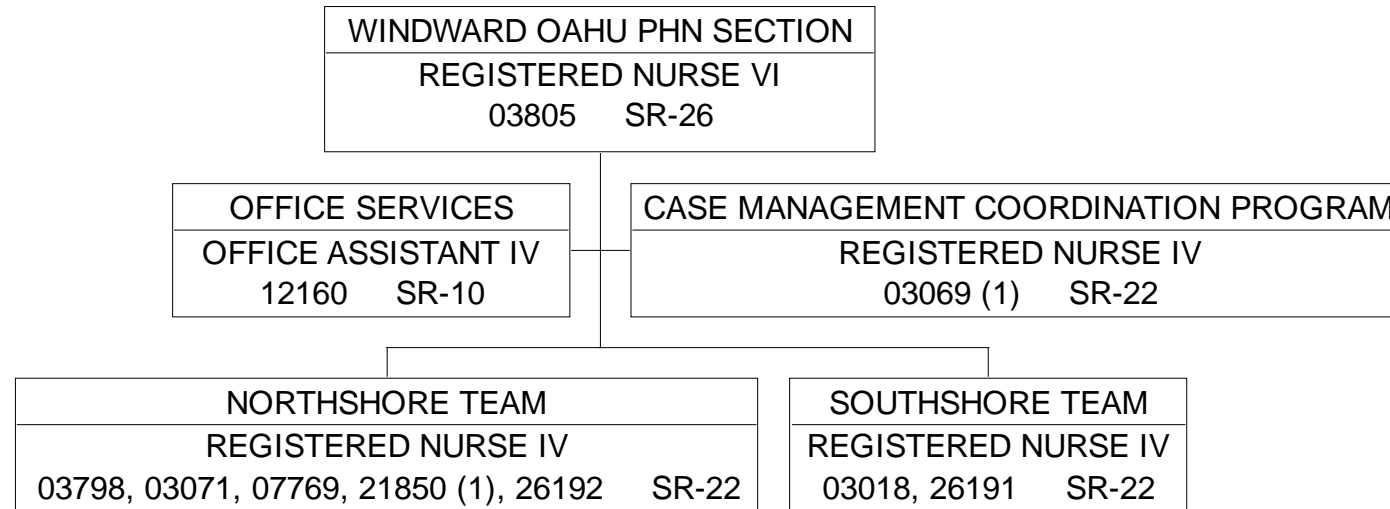 WINDWARD OAHU PHN SECTION
REGISTERED NURSE VI
03805 SR-26
OFFICE SERVICES
OFFICE ASSISTANT IV
12160 SR-10
CASE MANAGEMENT COORDINATION PROGRAM
REGISTERED NURSE IV
03069 (1) SR-22
NORTHSHORE TEAM
REGISTERED NURSE IV
03798, 03071, 07769, 21850 (1), 26192 SR-22
SOUTHSHORE TEAM
REGISTERED NURSE IV
03018, 26191 SR-22